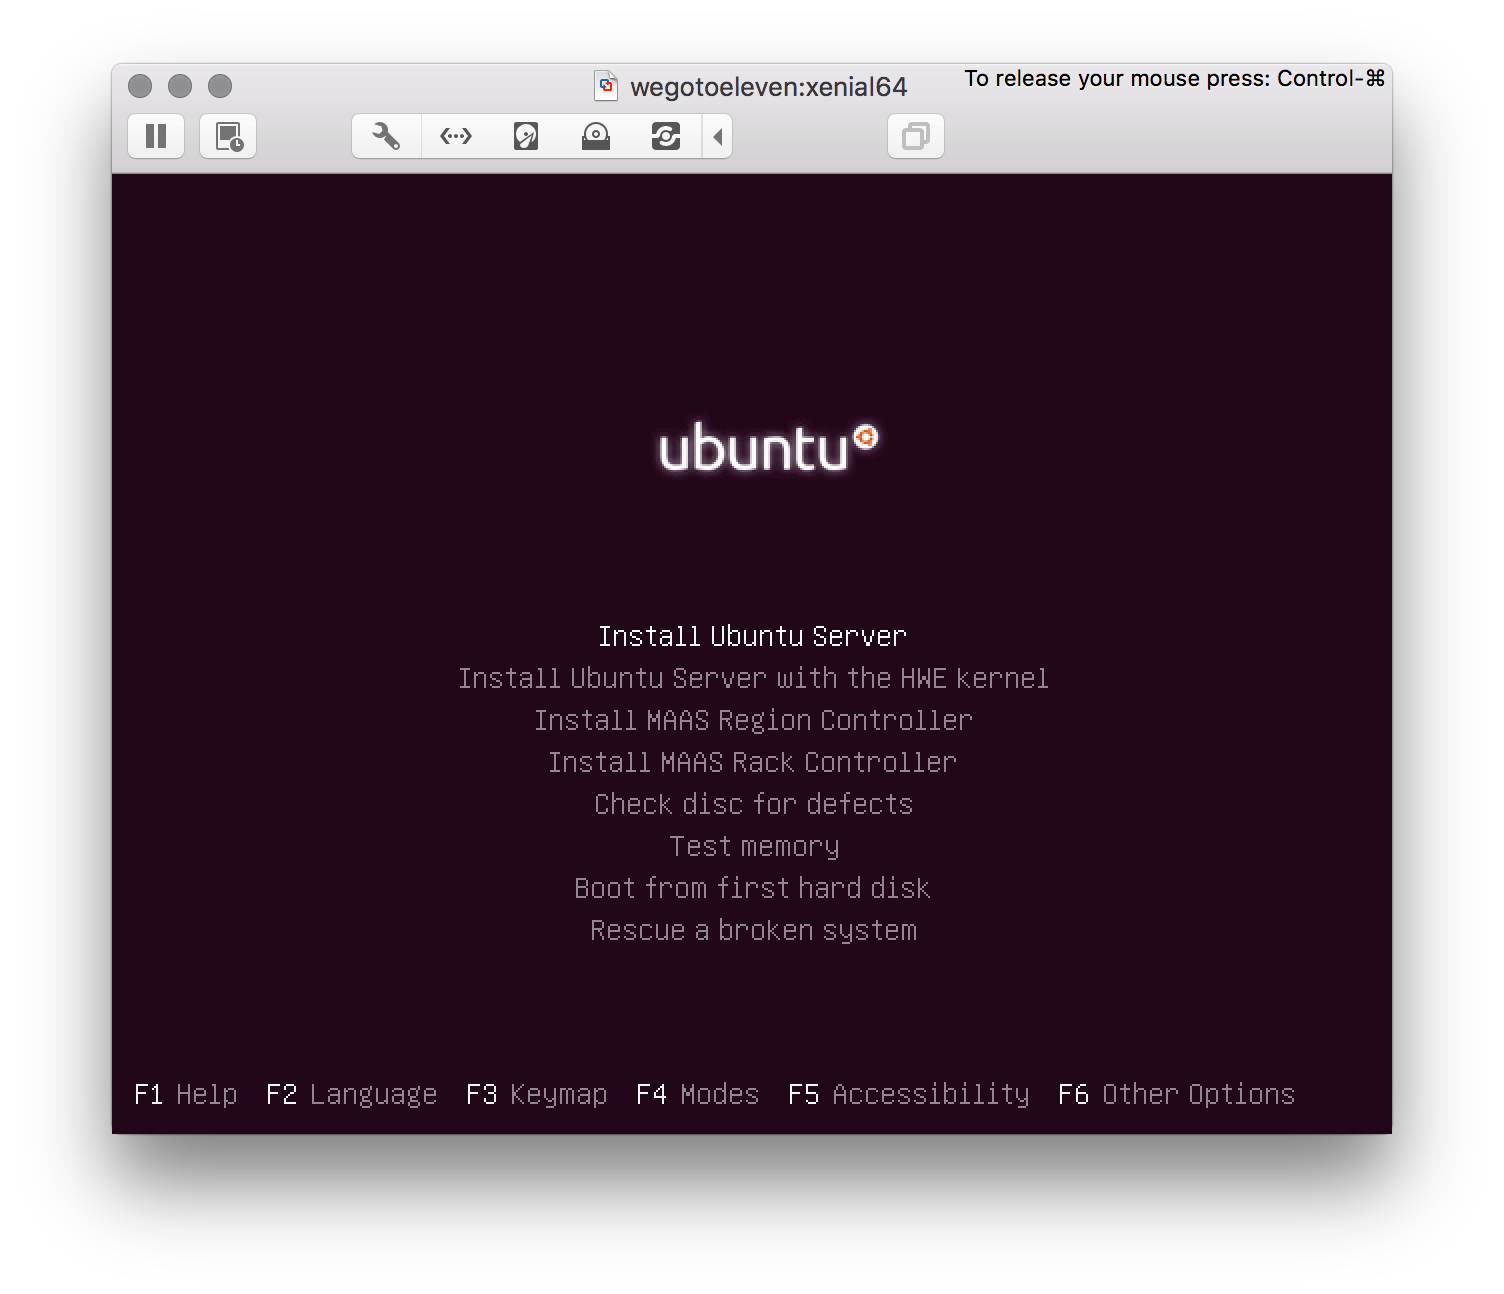 wegotoeleven:xenial64
To release your mouse press: Control-⌘
ubuntu
Install Ubuntu Server
Install Ubuntu Server with the HWE kernel
Install MAAS Region Controller
Install MAAS Rack Controller
Check disc for defects
Test memory
Boot from first hard disk
Rescue a broken system
F1 Help F2 Language F3 Keymap F4 Modes F5 Accessibility F6 Other Options